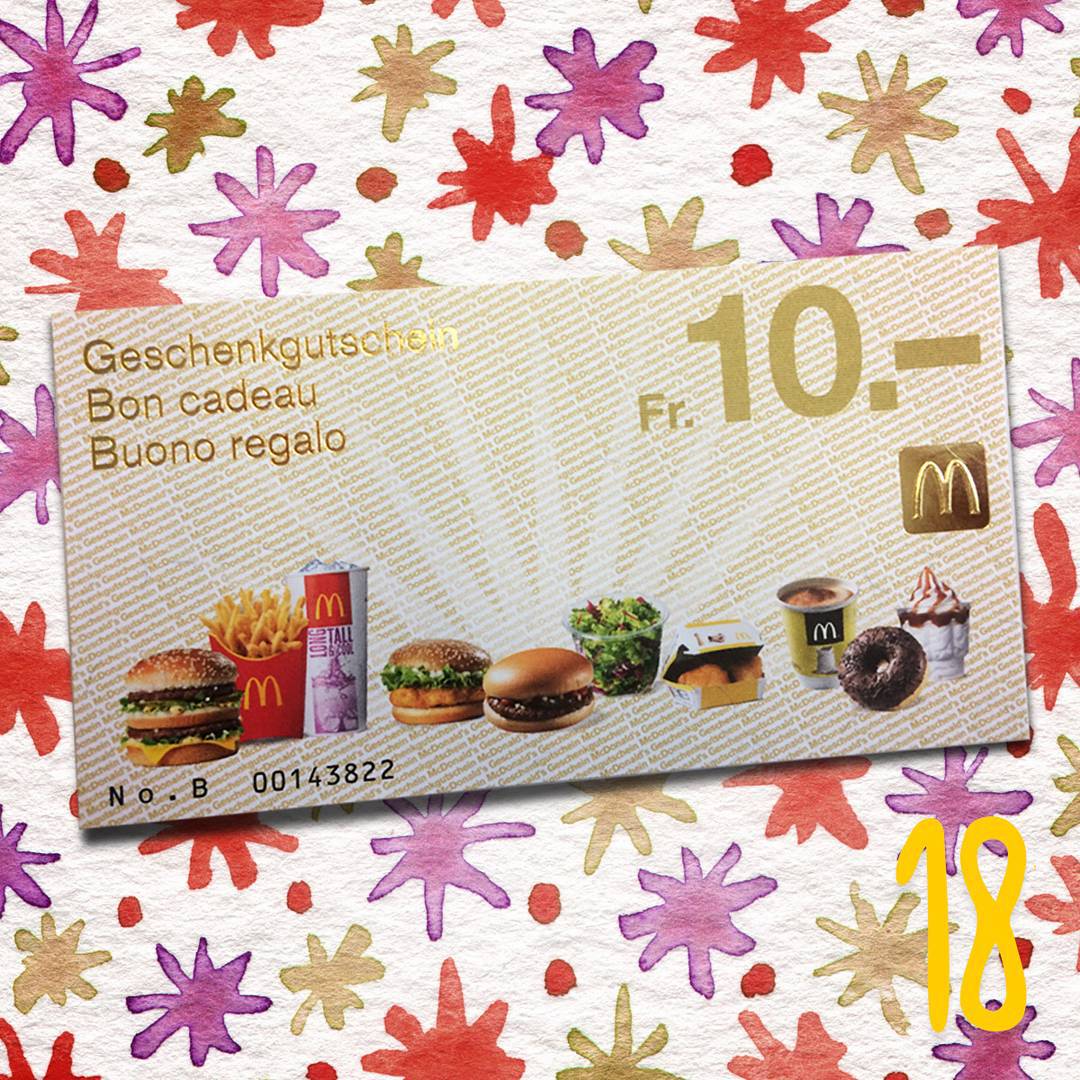 Geschenkgutschein
Bon cadeau
Buono regalo
Fr. 10.–
LONG TALL & COOL
No. B 00143822
18